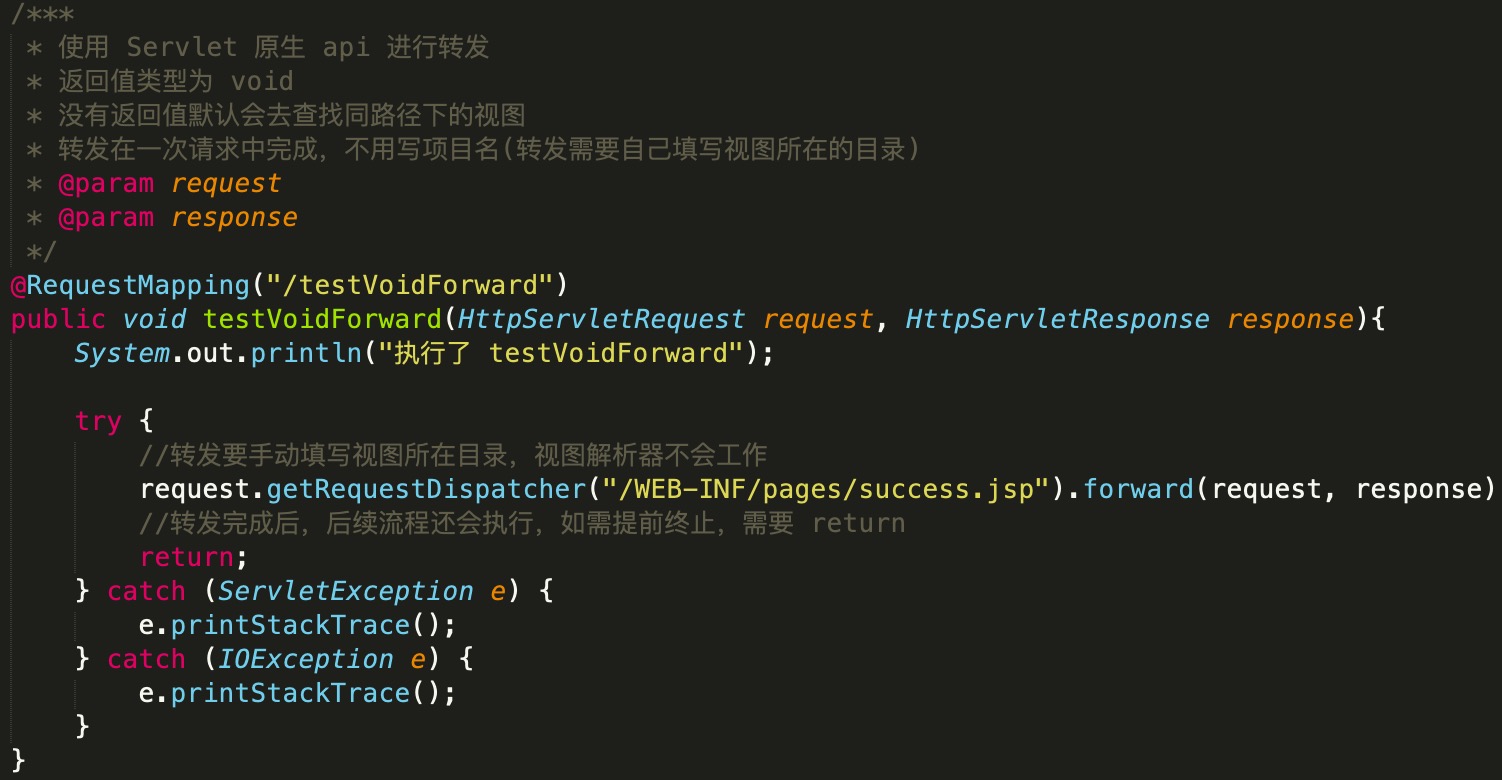 /***
 * 使用 Servlet 原生 api 进行转发
 * 返回值类型为 void
 * 没有返回值默认会去查找同路径下的视图
 * 转发在一次请求中完成，不用写项目名(转发需要自己填写视图所在的目录)
 * @param request
 * @param response
 */
@RequestMapping("/testVoidForward")
public void testVoidForward(HttpServletRequest request, HttpServletResponse response){
    System.out.println("执行了 testVoidForward");

    try {
        //转发要手动填写视图所在目录，视图解析器不会工作
        request.getRequestDispatcher("/WEB-INF/pages/success.jsp").forward(request, response)
        //转发完成后，后续流程还会执行，如需提前终止，需要 return
        return;
    } catch (ServletException e) {
        e.printStackTrace();
    } catch (IOException e) {
        e.printStackTrace();
    }
}